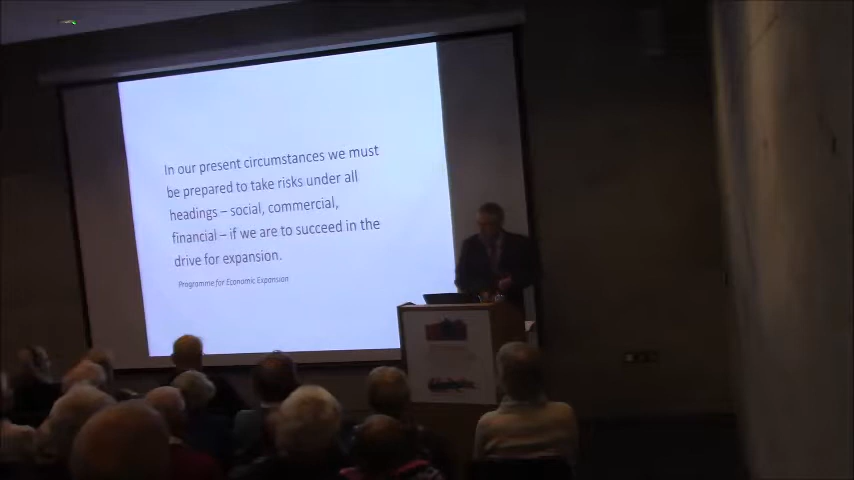 In our present circumstances we must
be prepared to take risks under all
headings – social, commercial,
financial – if we are to succeed in the
drive for expansion.
Programme for Economic Expansion